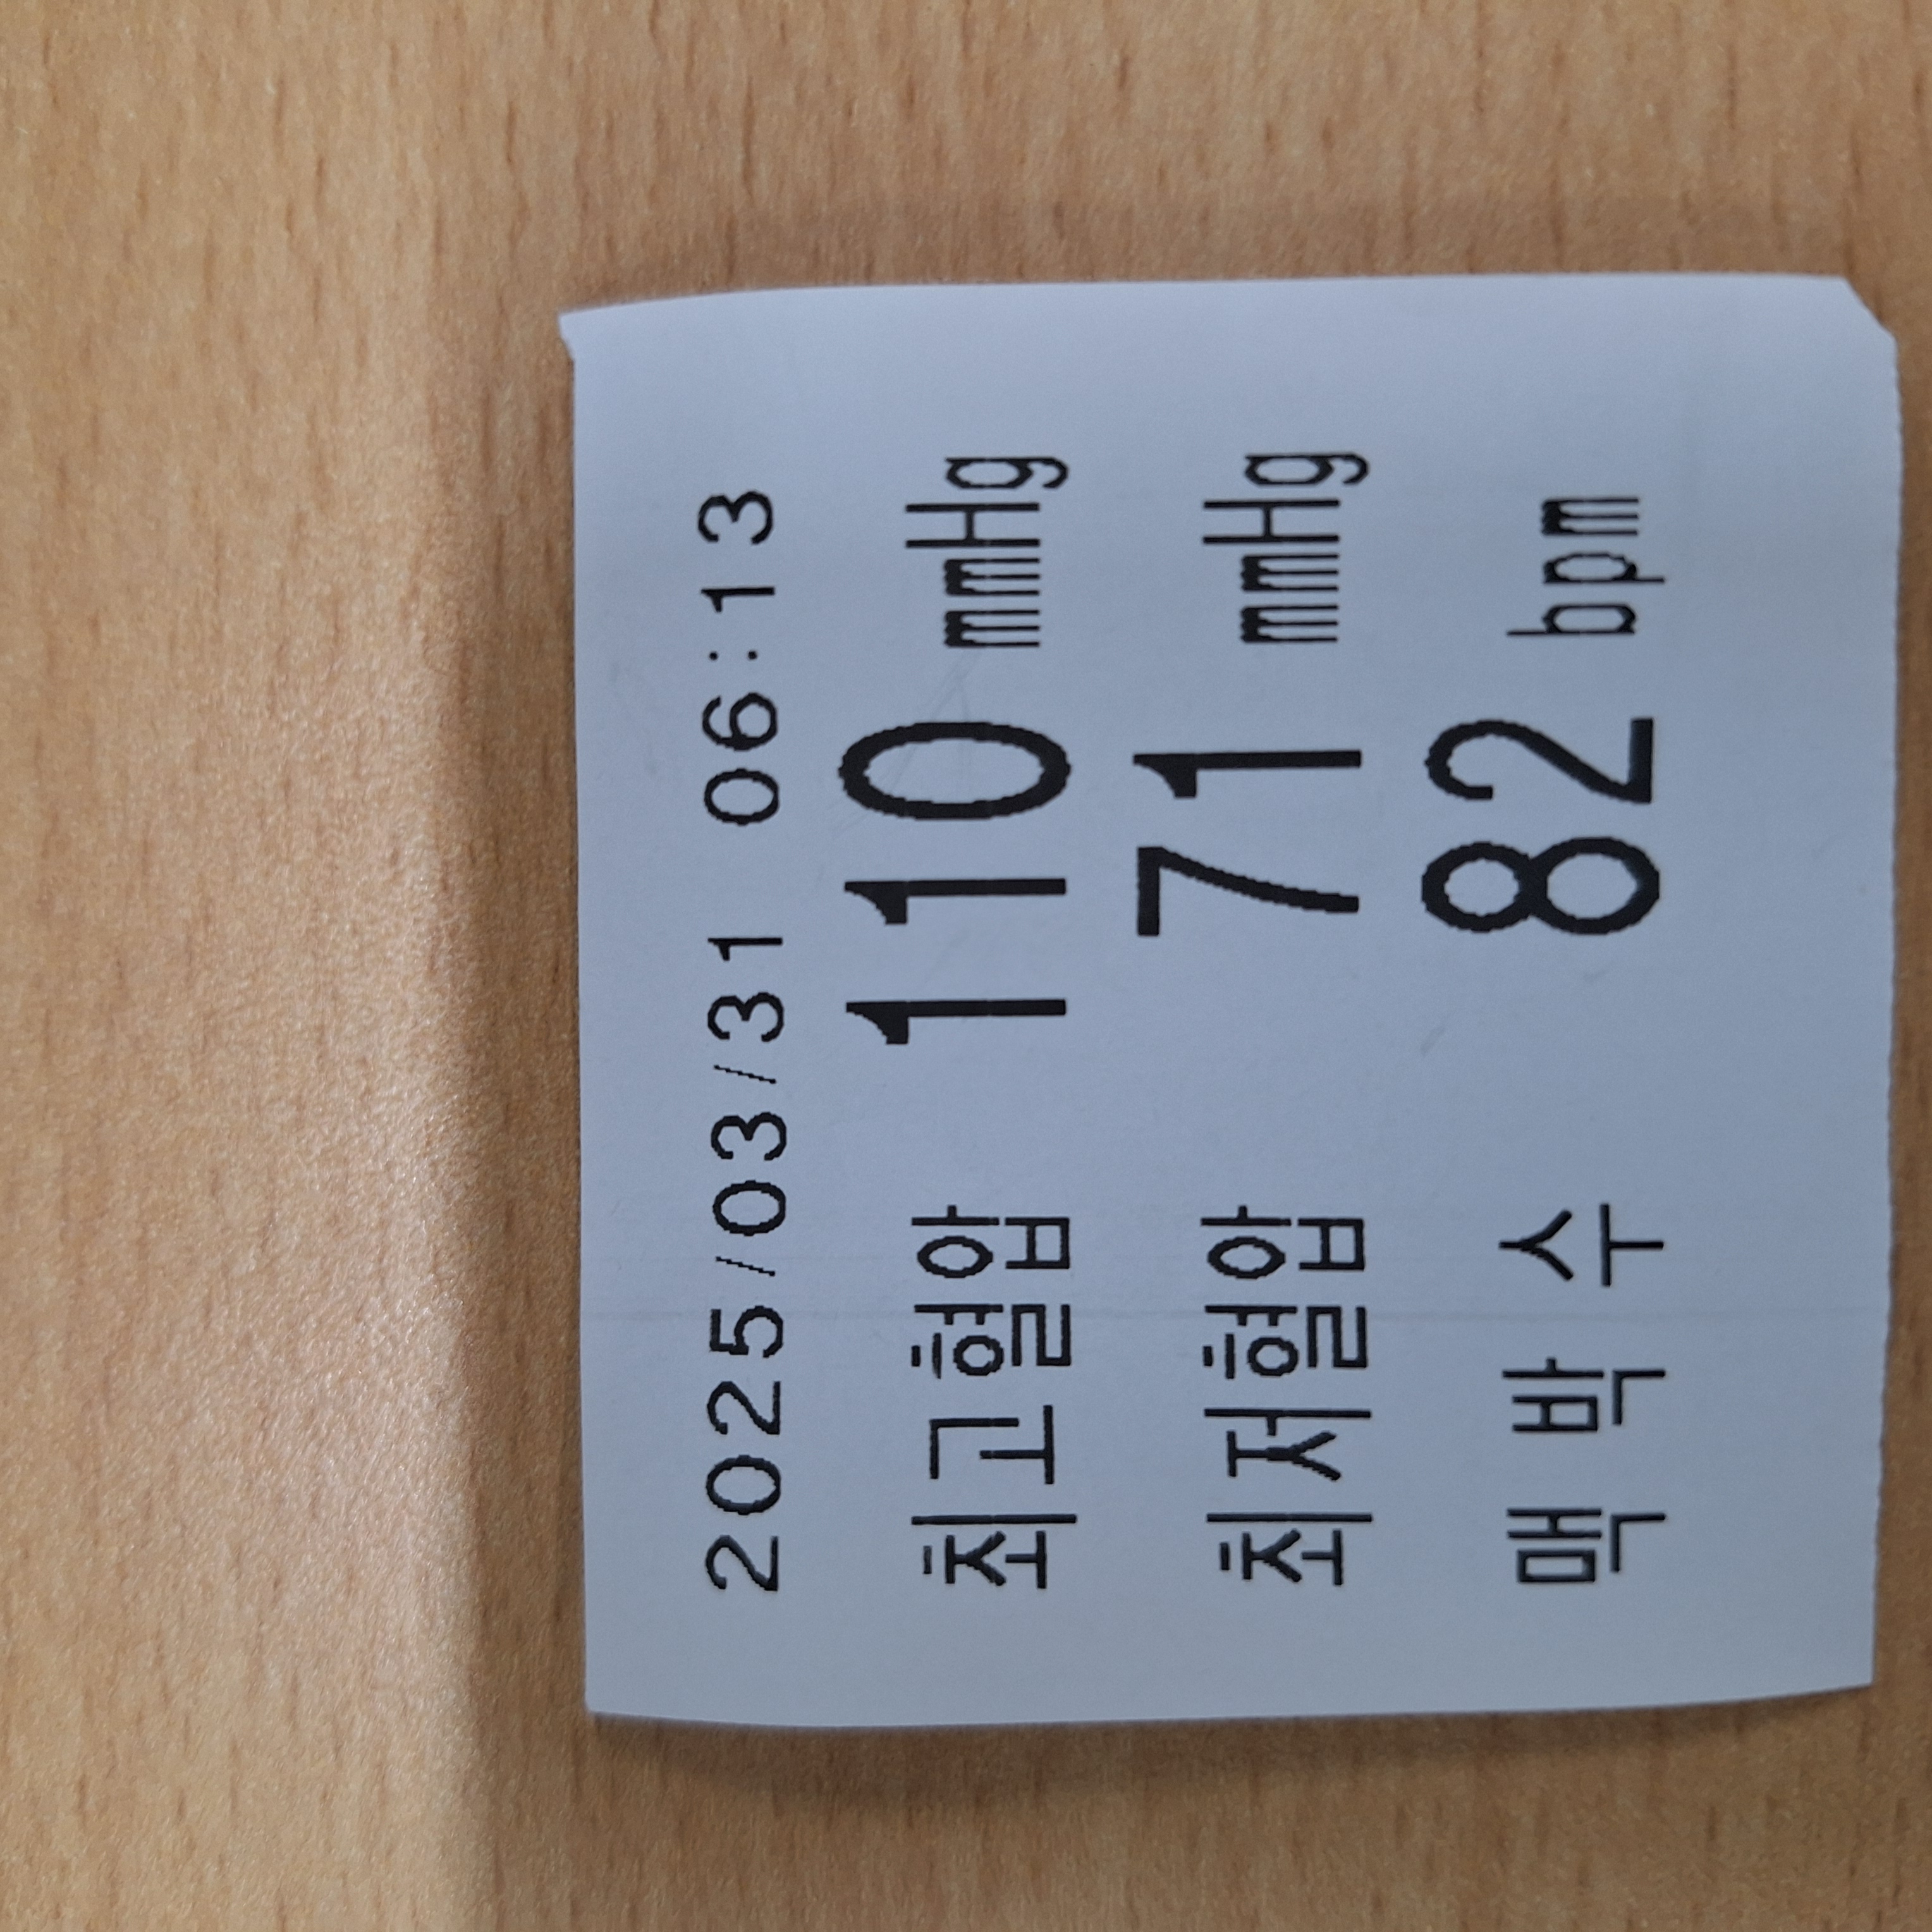 2025/03/31 06:13
최고혈압 110 mmHg
최저혈압 71 mmHg
맥 박 수 82 bpm